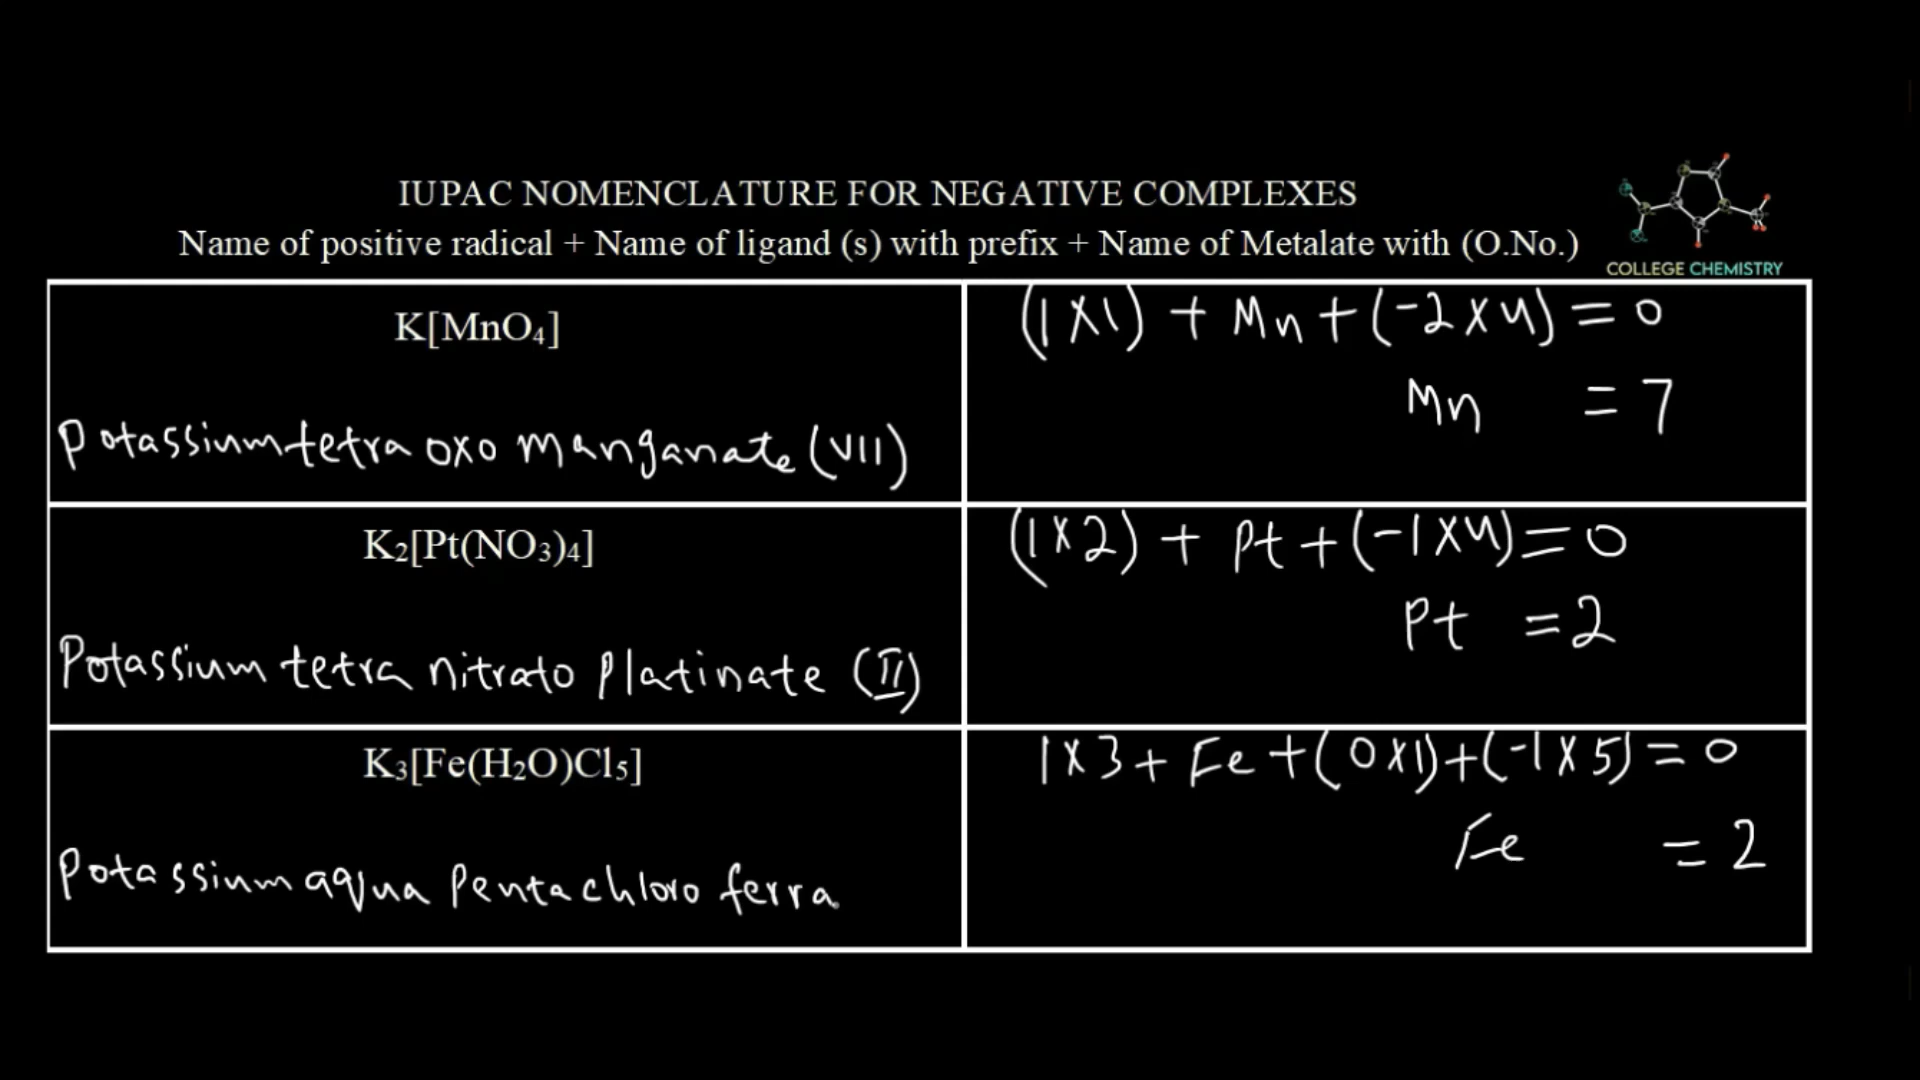 IUPAC NOMENCLATURE FOR NEGATIVE COMPLEXES
Name of positive radical + Name of ligand (s) with prefix + Name of Metalate with (O.No.)
COLLEGE CHEMISTRY
K[MnO₄]
Potassium tetra oxo manganate (VII)
(1X1) + Mn + (-2X4) = 0
Mn = 7
K₂[Pt(NO₃)₄]
Potassium tetra nitrato platinate (II)
(1X2) + Pt + (-1X4) = 0
Pt = 2
K₃[Fe(H₂O)Cl₅]
Potassium aqua pentachloro ferra
1X3 + Fe + (0X1) + (-1X5) = 0
Fe = 2